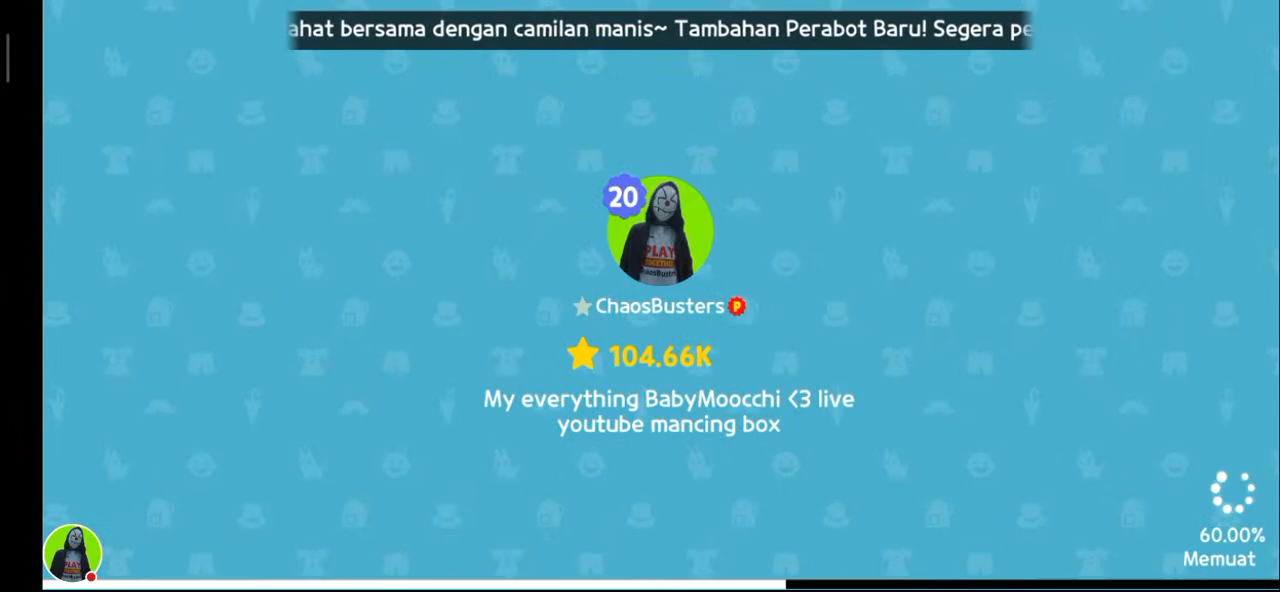 ahat bersama dengan camilan manis~ Tambahan Perabot Baru! Segera pe
20
PLAY
TOGETHER
ChaosBusters
104.66K
My everything BabyMoocchi <3 live
youtube mancing box
60.00%
Memuat
PLAY